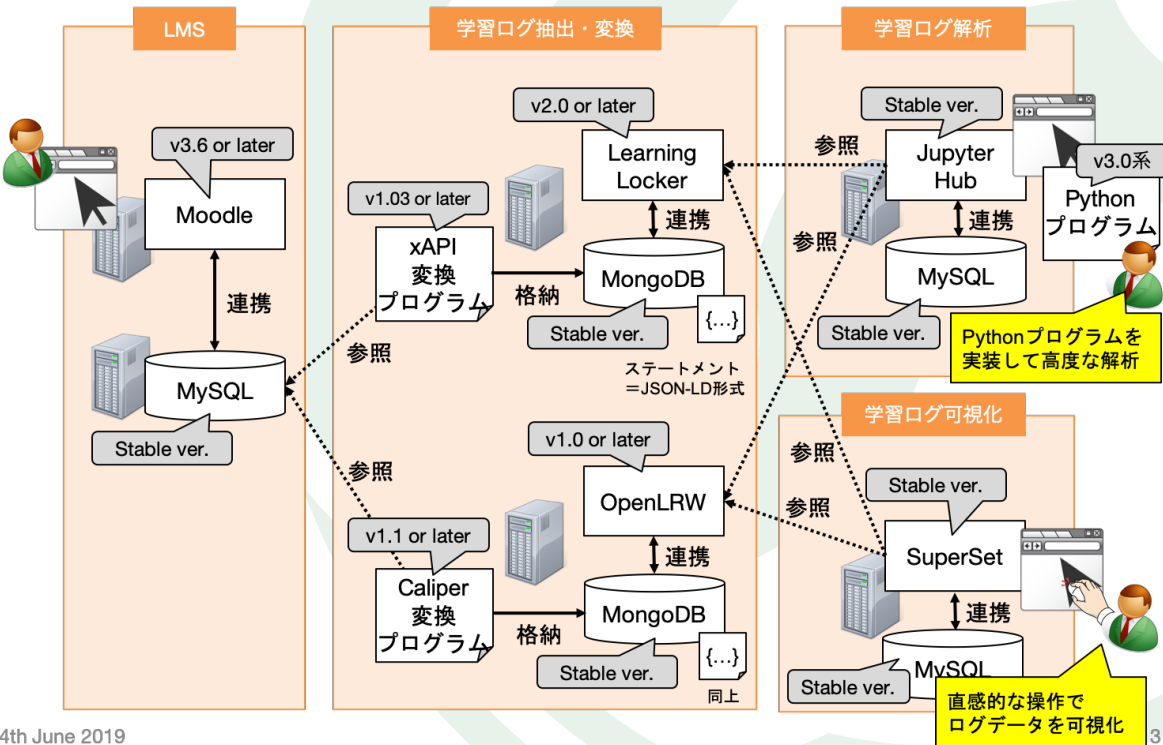 LMS
v3.6 or later
Moodle
連携
MySQL
Stable ver.
学習ログ抽出・変換
v2.0 or later
Learning
Locker
v1.03 or later
xAPI
変換
プログラム
格納
連携
MongoDB
{...}
Stable ver.
参照
ステートメント
＝JSON-LD形式
v1.0 or later
参照
OpenLRW
v1.1 or later
連携
Caliper
変換
プログラム
格納
MongoDB
{...}
Stable ver.
同上
学習ログ解析
Stable ver.
参照
Jupyter
Hub
v3.0系
Python
プログラム
参照
連携
MySQL
Stable ver.
Pythonプログラムを
実装して高度な解析
学習ログ可視化
参照
Stable ver.
参照
SuperSet
連携
MySQL
Stable ver.
直感的な操作で
ログデータを可視化
4th June 2019
3